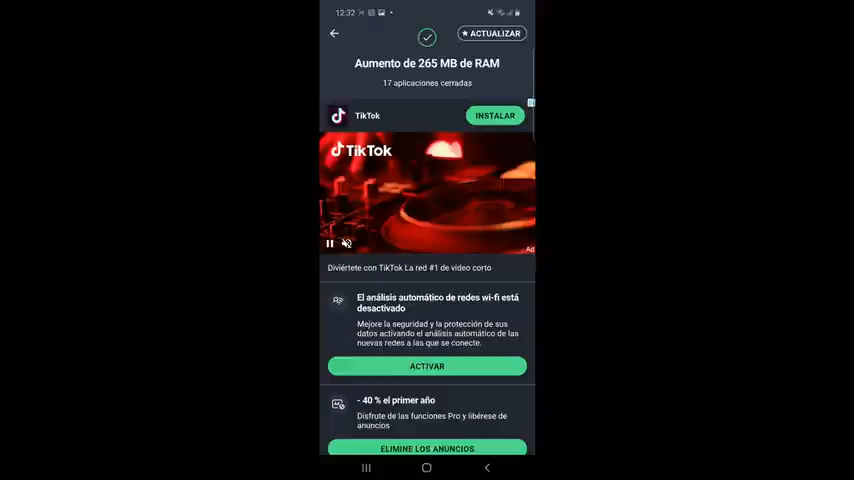 12:32
ACTUALIZAR
Aumento de 265 MB de RAM
17 aplicaciones cerradas
TikTok
INSTALAR
TikTok
Ad
Diviértete con TikTok La red #1 de video corto
El análisis automático de redes wi-fi está
desactivado
Mejore la seguridad y la protección de sus
datos activando el análisis automático de las
nuevas redes a las que se conecte.
ACTIVAR
- 40 % el primer año
Disfrute de las funciones Pro y libérese de
anuncios
ELIMINE LOS ANUNCIOS